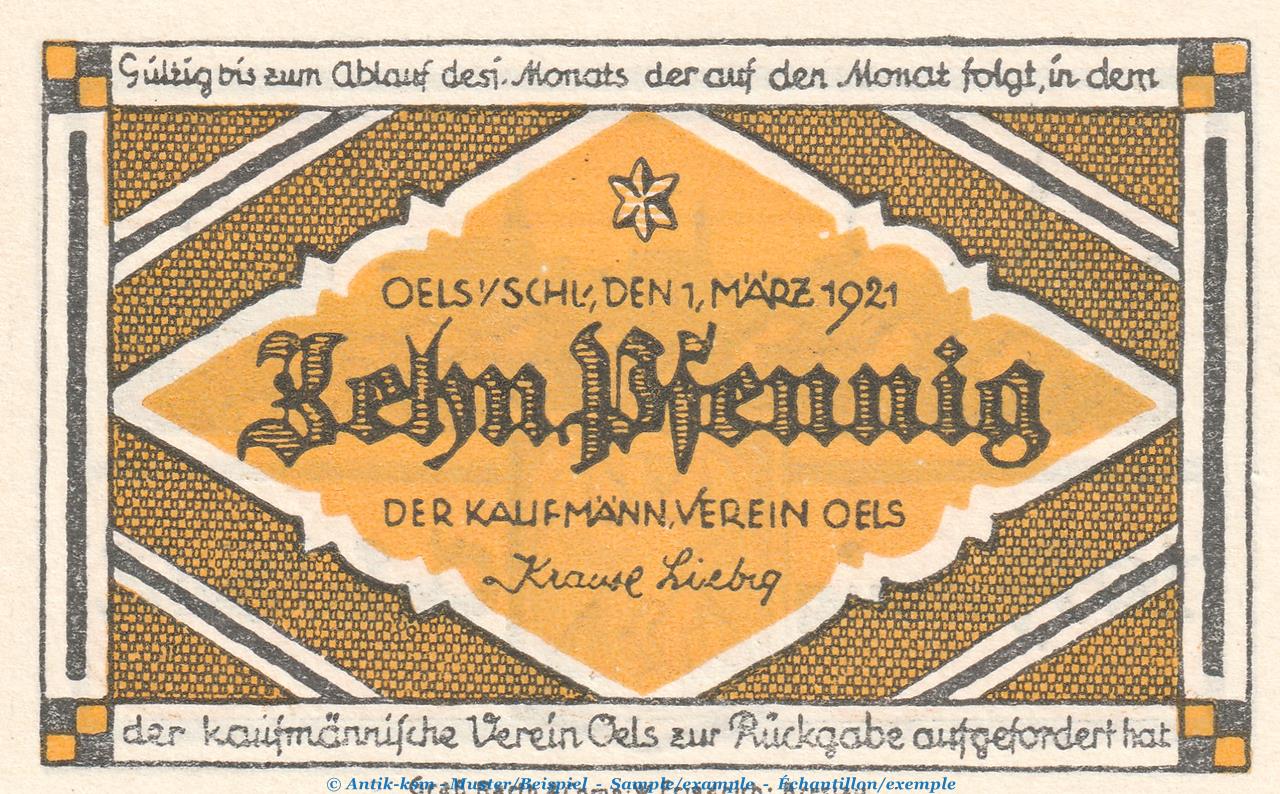 Gültig bis zum Ablauf desj. Monats der auf den Monat folgt, in dem
OELS i/SCHL., DEN 1. MÄRZ 1921
Zehn Pfennig
DER KAUFMÄNN. VEREIN OELS
Krause Liebig
der kaufmännische Verein Oels zur Rückgabe aufgefordert hat
© Antik-kom - Muster/Beispiel - Sample/example - Échantillon/exemple